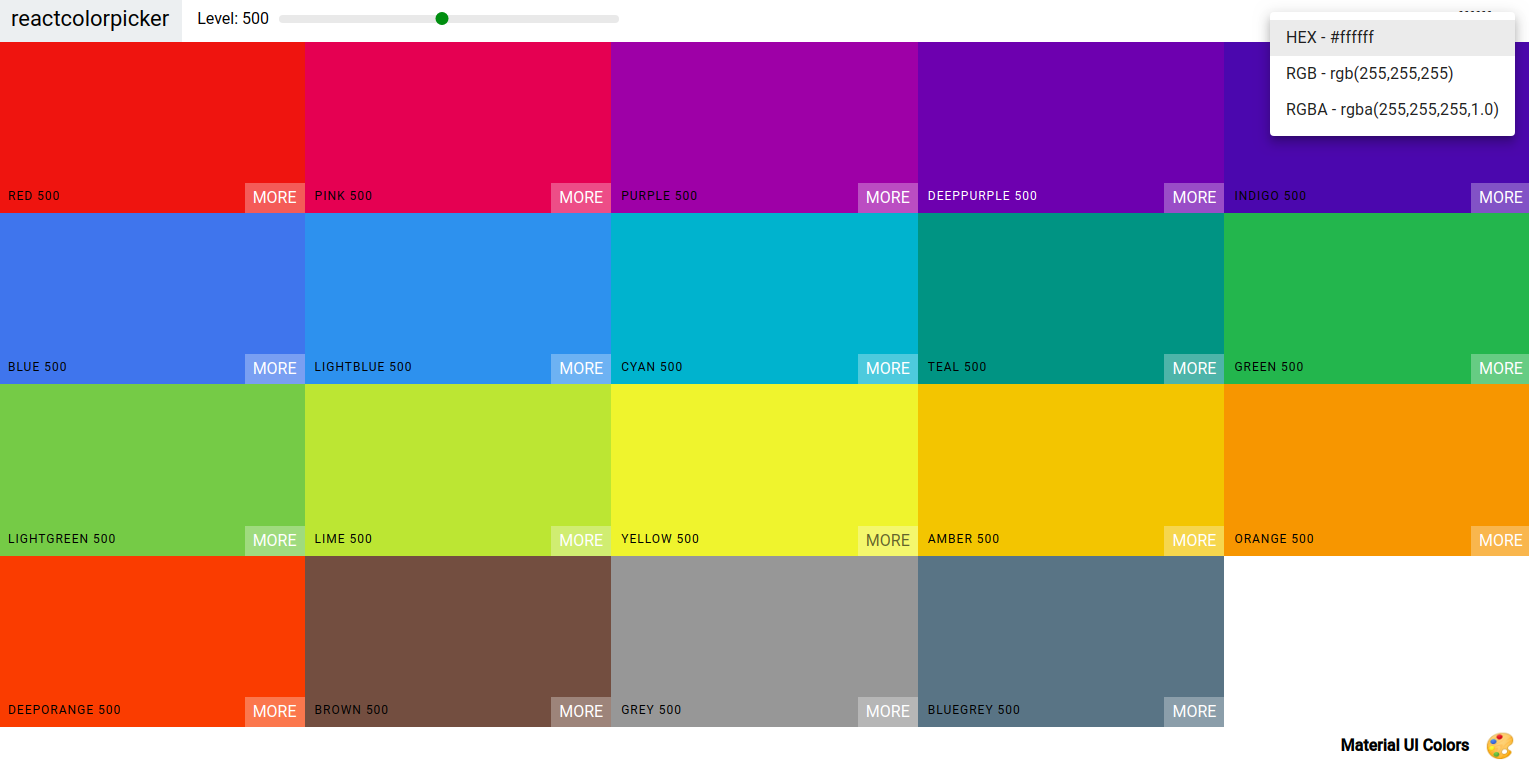 reactcolorpicker
Level: 500
HEX - #ffffff
RGB - rgb(255,255,255)
RGBA - rgba(255,255,255,1.0)
RED 500
MORE
PINK 500
MORE
PURPLE 500
MORE
DEEPPURPLE 500
MORE
INDIGO 500
MORE
BLUE 500
MORE
LIGHTBLUE 500
MORE
CYAN 500
MORE
TEAL 500
MORE
GREEN 500
MORE
LIGHTGREEN 500
MORE
LIME 500
MORE
YELLOW 500
MORE
AMBER 500
MORE
ORANGE 500
MORE
DEEPORANGE 500
MORE
BROWN 500
MORE
GREY 500
MORE
BLUEGREY 500
MORE
Material UI Colors